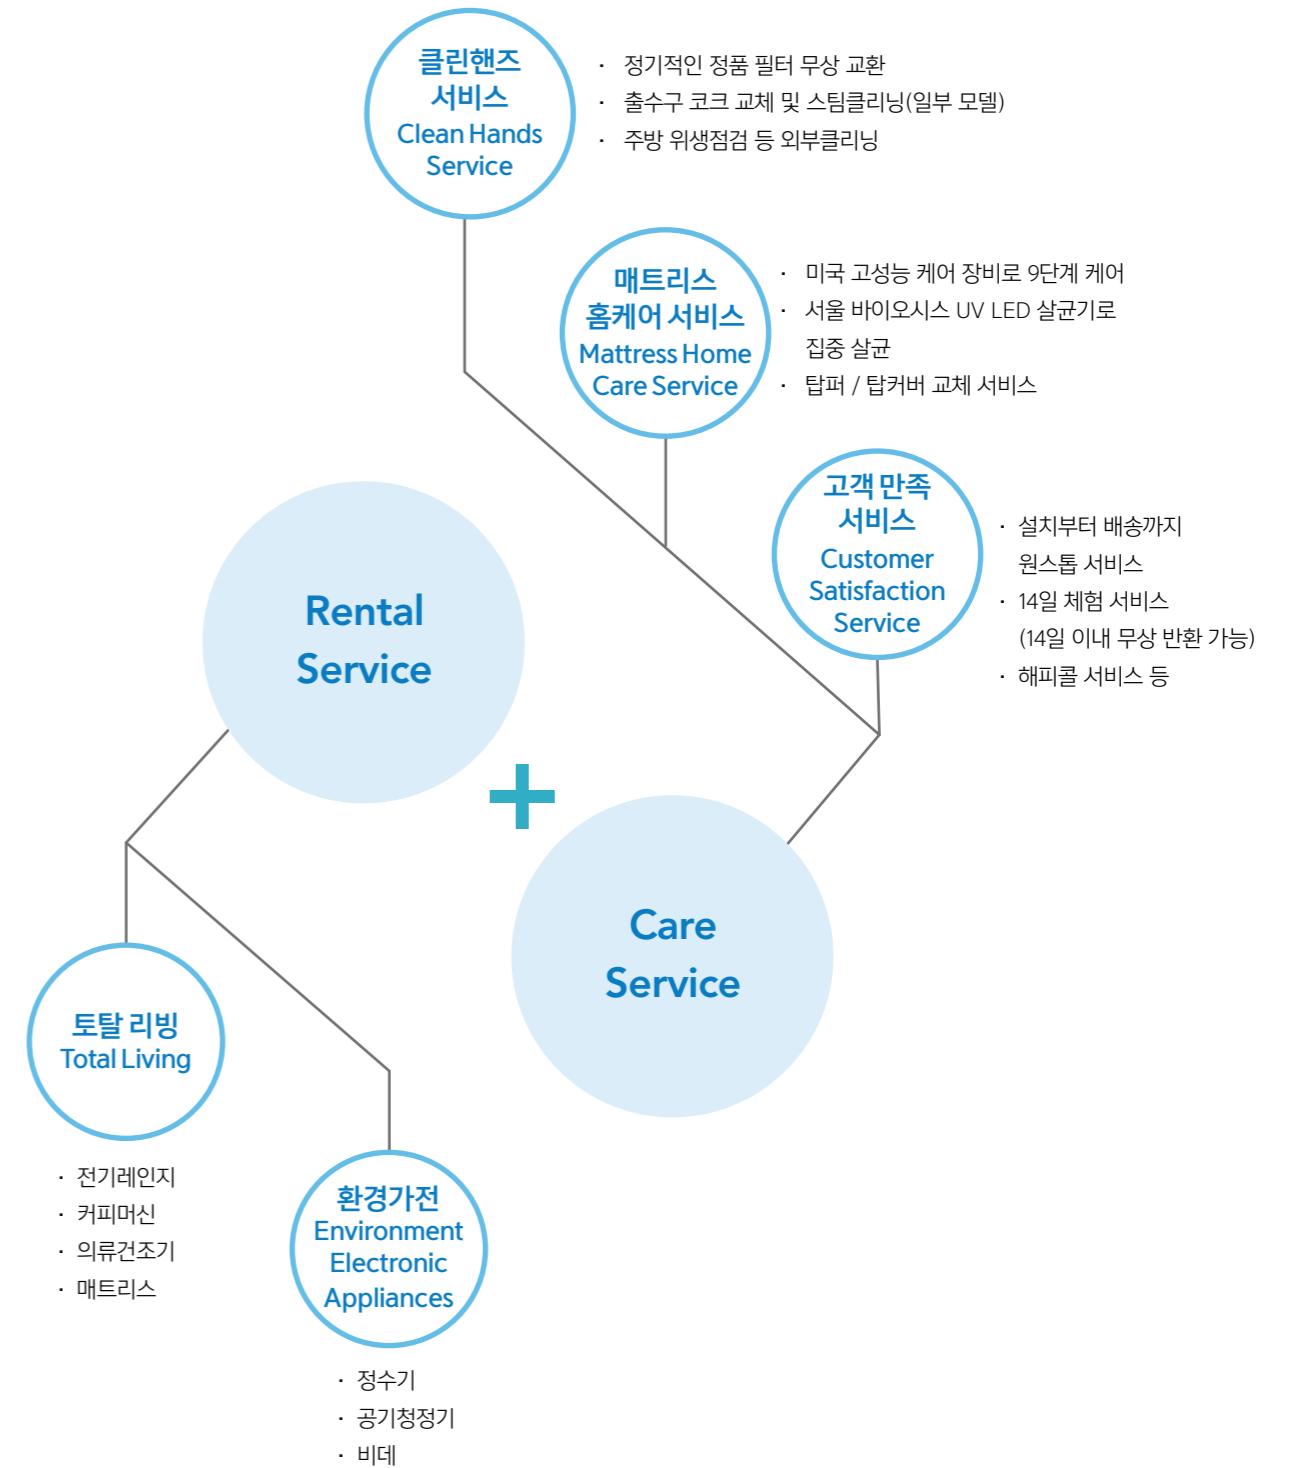 클린핸즈
서비스
Clean Hands
Service
· 정기적인 정품 필터 무상 교환
· 출수구 코크 교체 및 스팀클리닝(일부 모델)
· 주방 위생점검 등 외부클리닝
매트리스
홈케어 서비스
Mattress Home
Care Service
· 미국 고성능 케어 장비로 9단계 케어
· 서울 바이오시스 UV LED 살균기로
집중 살균
· 탑퍼 / 탑커버 교체 서비스
고객 만족
서비스
Customer
Satisfaction
Service
· 설치부터 배송까지
원스톱 서비스
· 14일 체험 서비스
(14일 이내 무상 반환 가능)
· 해피콜 서비스 등
Rental
Service
+
Care
Service
토탈 리빙
Total Living
· 전기레인지
· 커피머신
· 의류건조기
· 매트리스
환경가전
Environment
Electronic
Appliances
· 정수기
· 공기청정기
· 비데